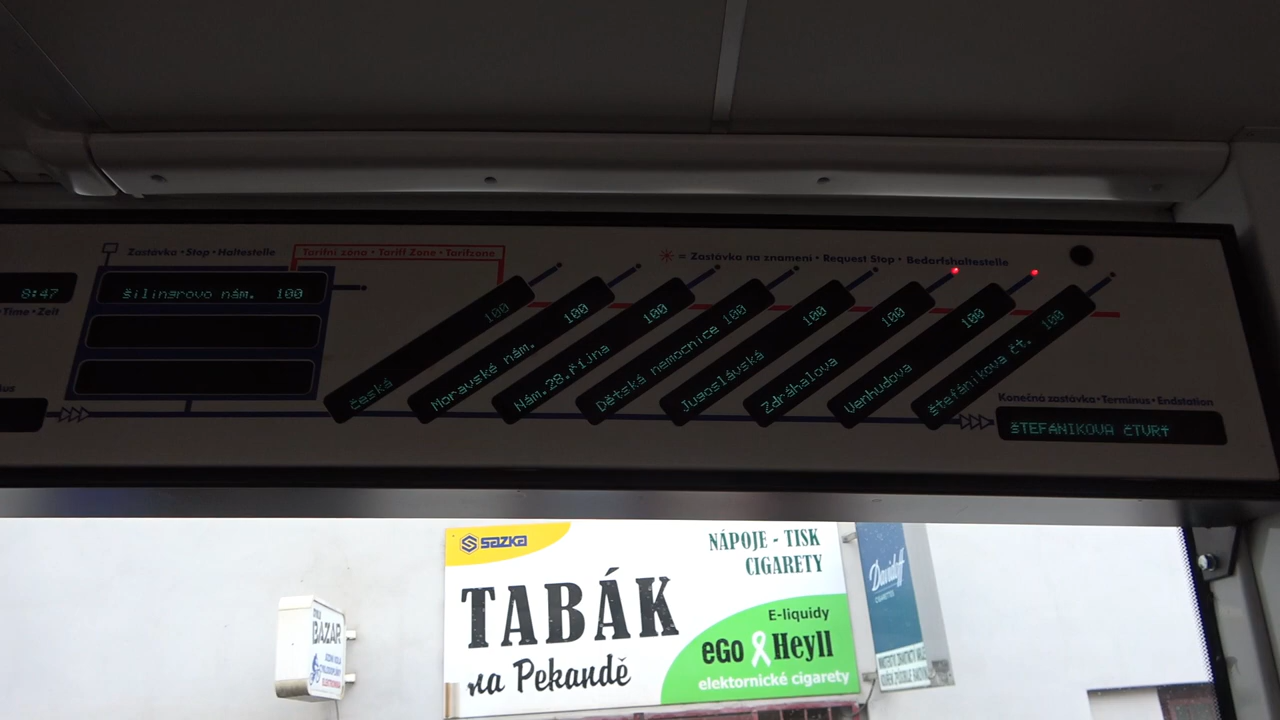 Zastávka • Stop • Haltestelle
Tarifní zóna • Tariff Zone • Tarifzone
= Zastávka na znamení • Request Stop • Bedarfshaltestelle
8:47
Time • Zeit
Šilingrovo nám. 100
Česká 100
Moravské nám. 100
Nám.28.října 100
Dětská nemocnice 100
Jugoslávská 100
Zdráhalova 100
Venhudova 100
Štefánikova čt. 100
Konečná zastávka • Terminus • Endstation
ŠTEFÁNIKOVA ČTVRŤ
sazka
NÁPOJE - TISK
CIGARETY
TABÁK
na Pekandě
E-liquidy
eGo Heyll
elektornické cigarety
Davidoff
CIGARETTES
BAZAR